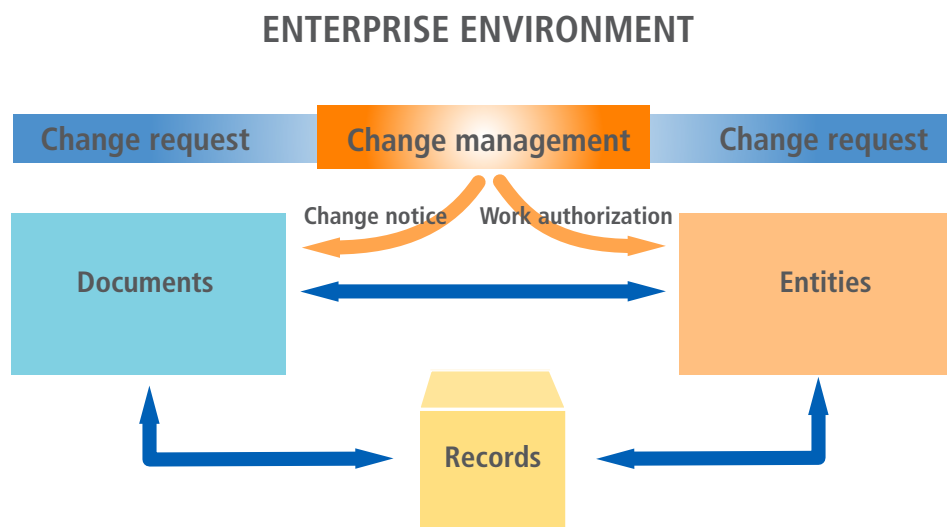 ENTERPRISE ENVIRONMENT
Change request
Change management
Change request
Change notice
Work authorization
Documents
Entities
Records